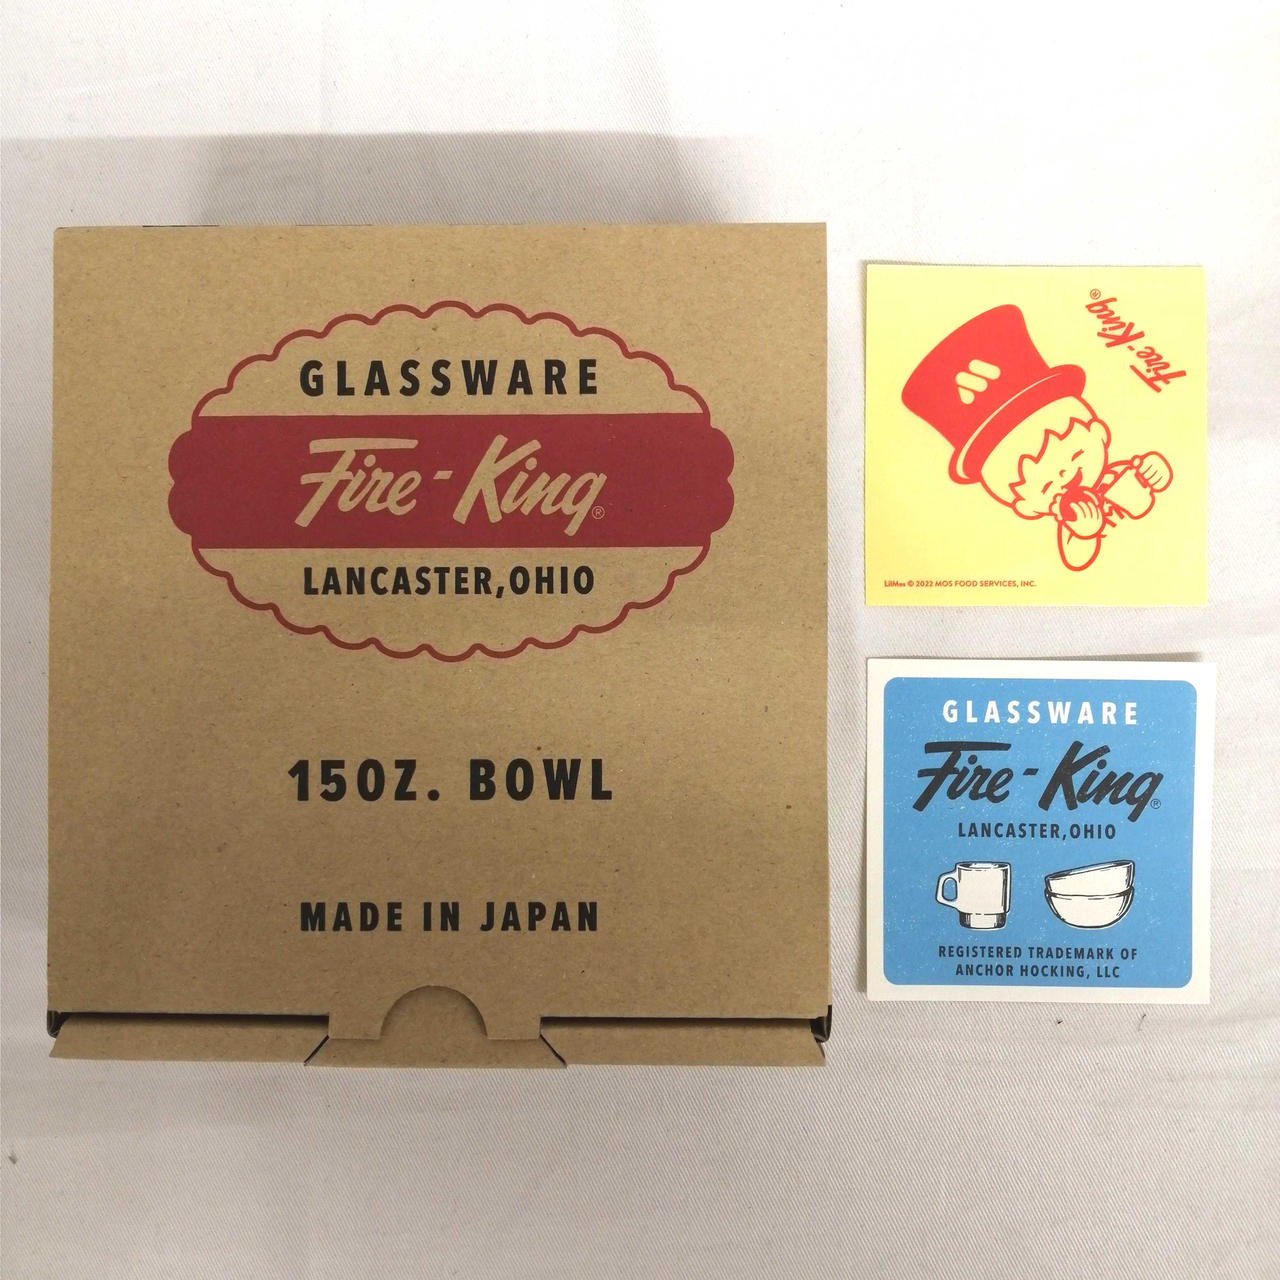 GLASSWARE
Fire-King®
LANCASTER,OHIO
15OZ. BOWL
MADE IN JAPAN
Fire-King®
LilMos © 2022 MOS FOOD SERVICES, INC.
GLASSWARE
Fire-King®
LANCASTER,OHIO
REGISTERED TRADEMARK OF
ANCHOR HOCKING, LLC